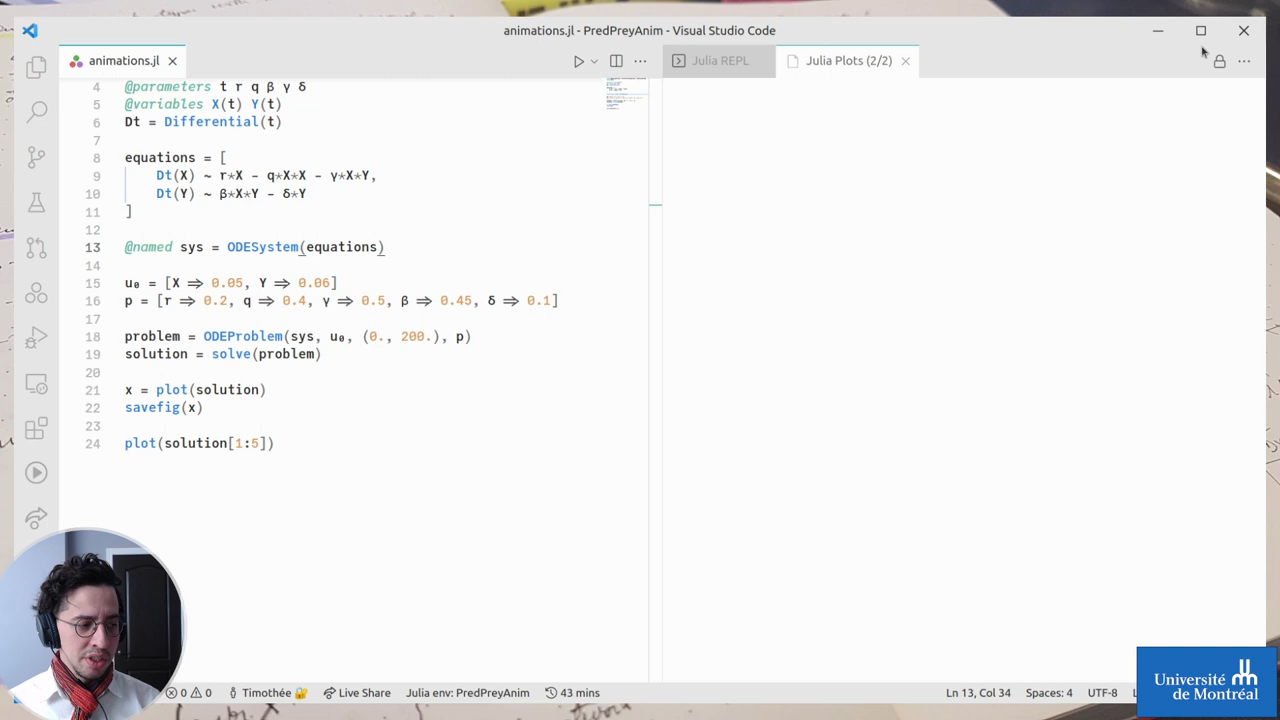 animations.jl - PredPreyAnim - Visual Studio Code
animations.jl
Julia REPL
Julia Plots (2/2)
4 @parameters t r q β γ δ
5 @variables X(t) Y(t)
6 Dt = Differential(t)
7
8 equations = [
9 Dt(X) ~ r*X - q*X*X - γ*X*Y,
10 Dt(Y) ~ β*X*Y - δ*Y
11 ]
12
13 @named sys = ODESystem(equations)
14
15 u₀ = [X => 0.05, Y => 0.06]
16 p = [r => 0.2, q => 0.4, γ => 0.5, β => 0.45, δ => 0.1]
17
18 problem = ODEProblem(sys, u₀, (0., 200.), p)
19 solution = solve(problem)
20
21 x = plot(solution)
22 savefig(x)
23
24 plot(solution[1:5])
0 0 Timothée Live Share Julia env: PredPreyAnim 43 mins Ln 13, Col 34 Spaces: 4 UTF-8
Université
de Montréal